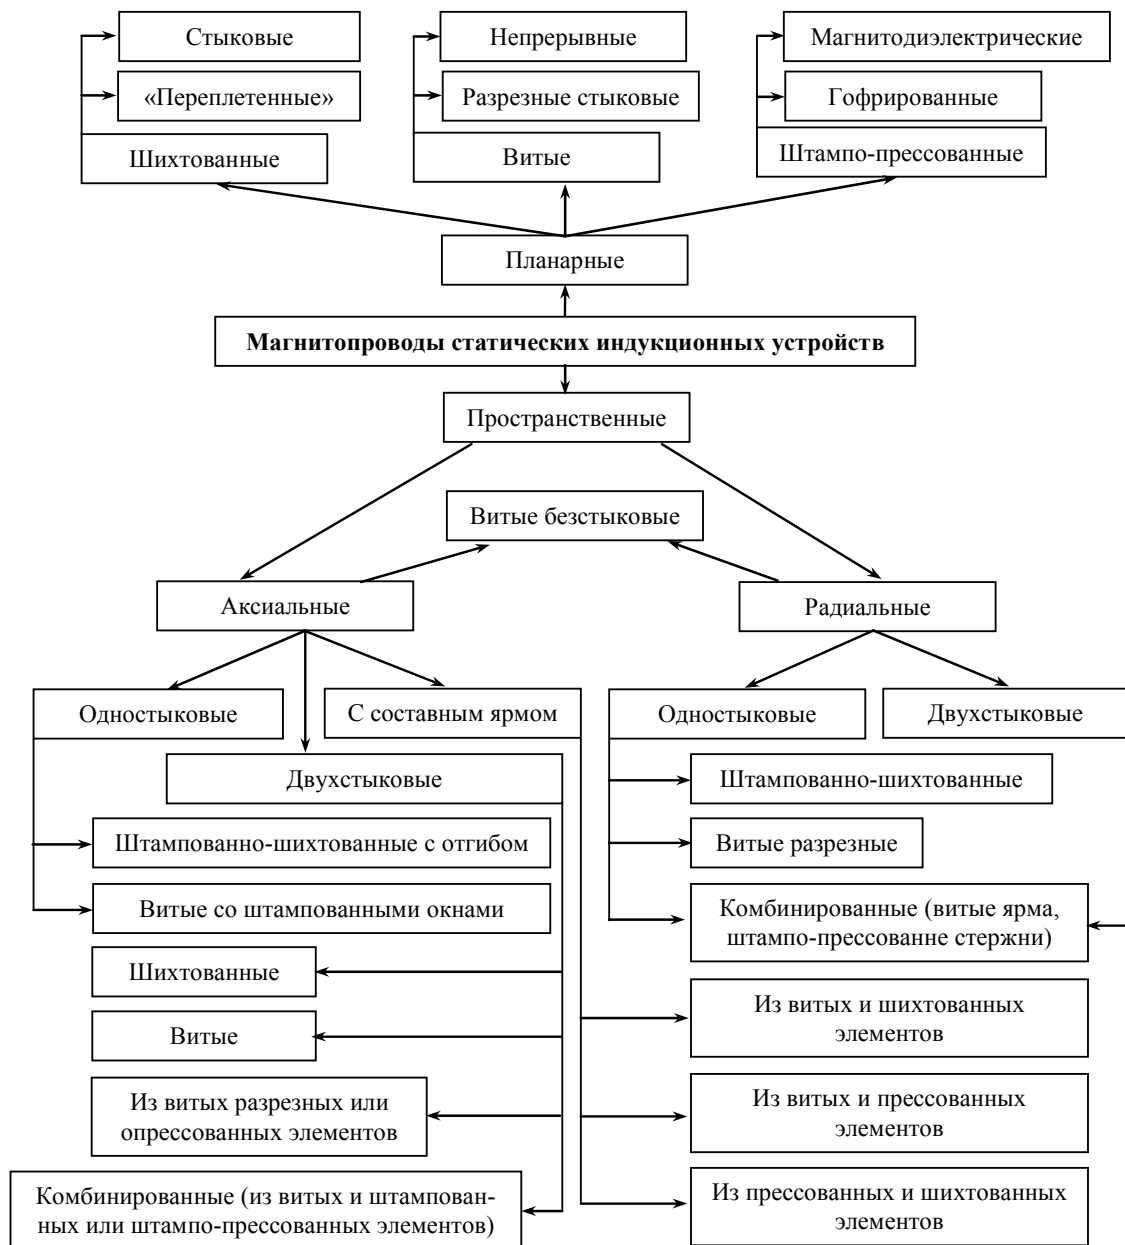 Стыковые
Непрерывные
Магнитодиэлектрические
«Переплетенные»
Разрезные стыковые
Гофрированные
Шихтованные
Витые
Штампо-прессованные
Планарные
Магнитопроводы статических индукционных устройств
Пространственные
Витые безстыковые
Аксиальные
Радиальные
Одностыковые
С составным ярмом
Одностыковые
Двухстыковые
Двухстыковые
Штампованно-шихтованные
Штампованно-шихтованные с отгибом
Витые разрезные
Витые со штампованными окнами
Комбинированные (витые ярма,
штампо-прессованне стержни)
Шихтованные
Из витых и шихтованных
элементов
Витые
Из витых разрезных или
опрессованных элементов
Из витых и прессованных
элементов
Комбинированные (из витых и штампован-
ных или штампо-прессованных элементов)
Из прессованных и шихтованных
элементов